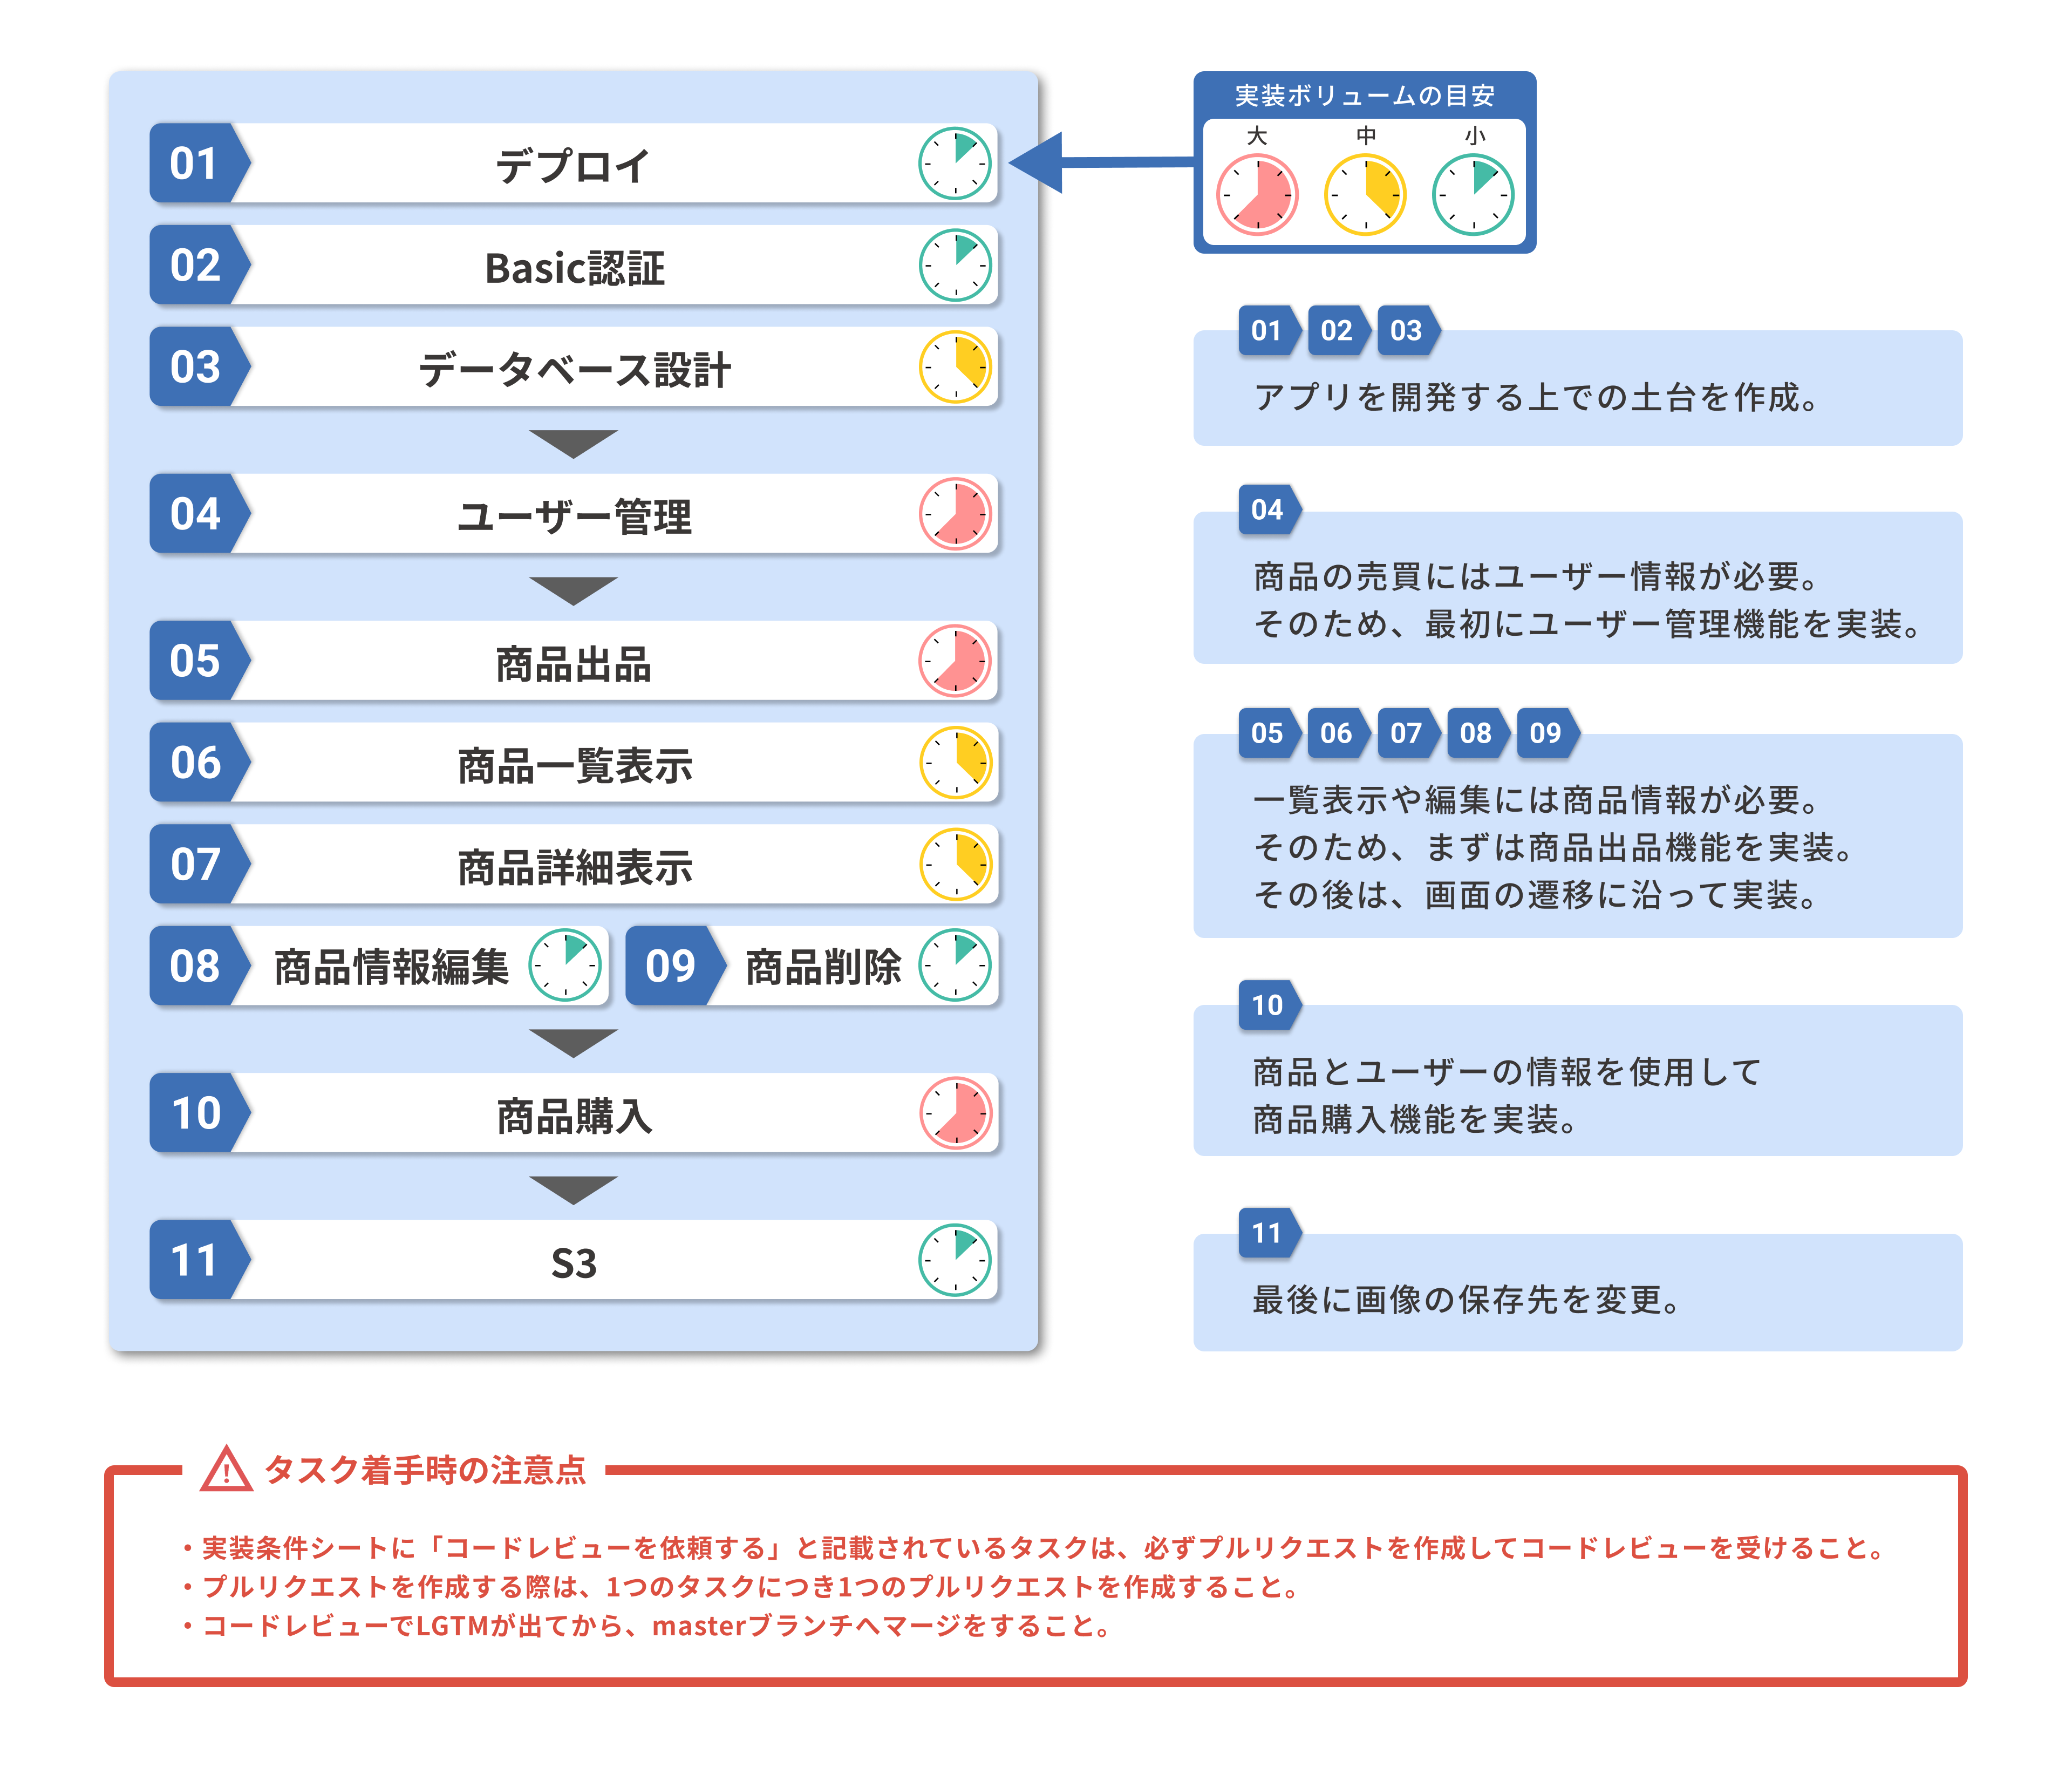 01 デプロイ
02 Basic認証
03 データベース設計
04 ユーザー管理
05 商品出品
06 商品一覧表示
07 商品詳細表示
08 商品情報編集
09 商品削除
10 商品購入
11 S3
実装ボリュームの目安
大 中 小
01 02 03
アプリを開発する上での土台を作成。
04
商品の売買にはユーザー情報が必要。
そのため、最初にユーザー管理機能を実装。
05 06 07 08 09
一覧表示や編集には商品情報が必要。
そのため、まずは商品出品機能を実装。
その後は、画面の遷移に沿って実装。
10
商品とユーザーの情報を使用して
商品購入機能を実装。
11
最後に画像の保存先を変更。
タスク着手時の注意点
・実装条件シートに「コードレビューを依頼する」と記載されているタスクは、必ずプルリクエストを作成してコードレビューを受けること。
・プルリクエストを作成する際は、1つのタスクにつき1つのプルリクエストを作成すること。
・コードレビューでLGTMが出てから、masterブランチへマージをすること。